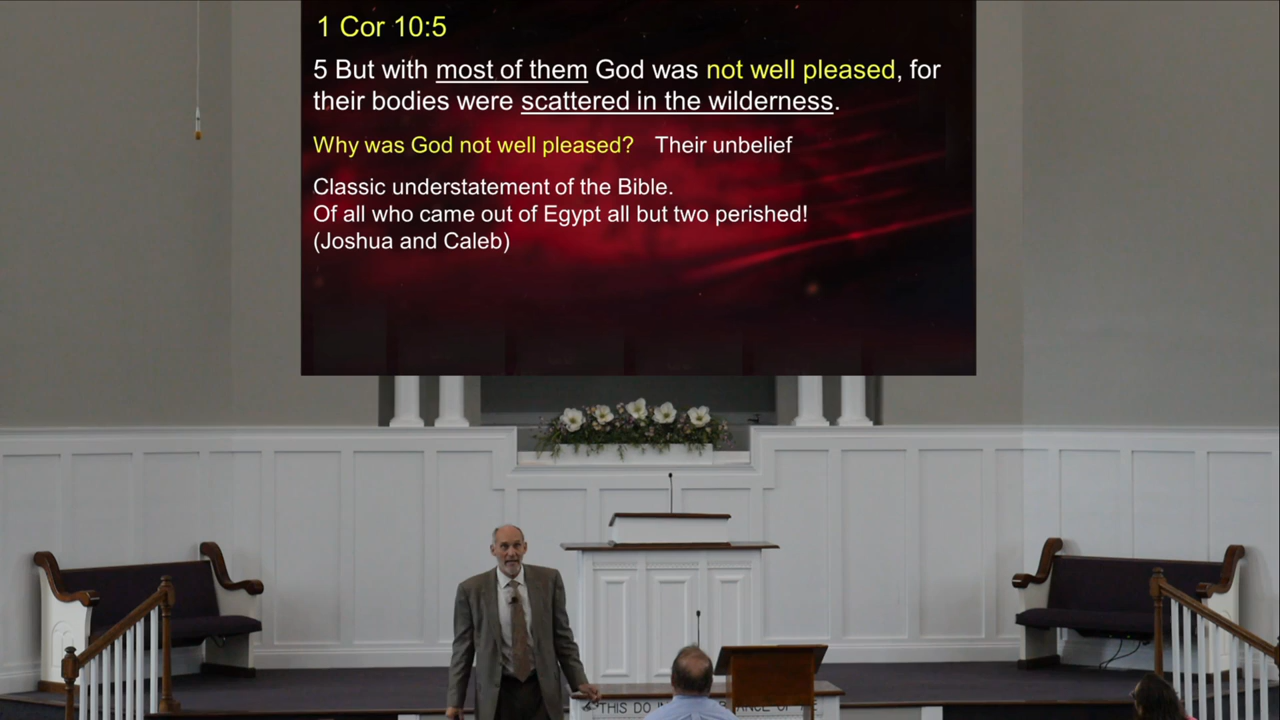 1 Cor 10:5
5 But with most of them God was not well pleased, for
their bodies were scattered in the wilderness.
Why was God not well pleased? Their unbelief
Classic understatement of the Bible.
Of all who came out of Egypt all but two perished!
(Joshua and Caleb)
THIS DO OF ME